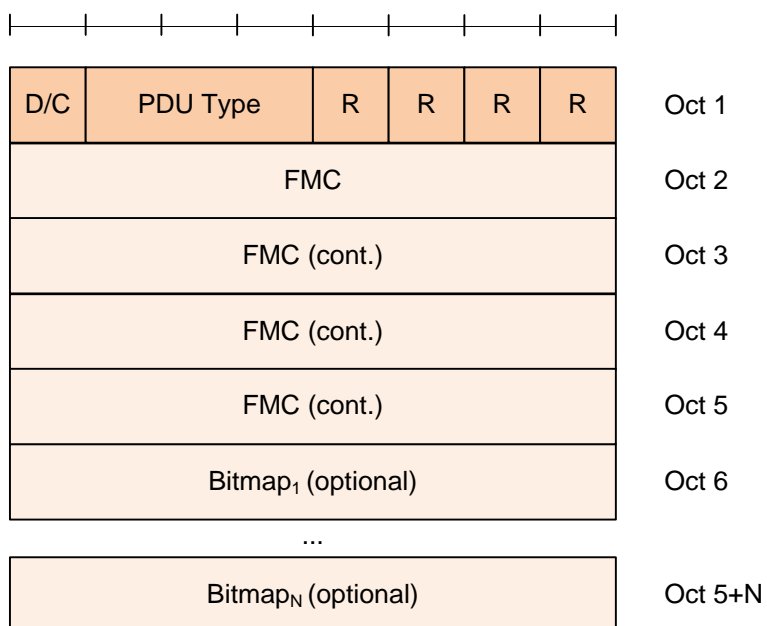 D/C PDU Type R R R R Oct 1
FMC Oct 2
FMC (cont.) Oct 3
FMC (cont.) Oct 4
FMC (cont.) Oct 5
Bitmap₁ (optional) Oct 6
...
Bitmap_N (optional) Oct 5+N